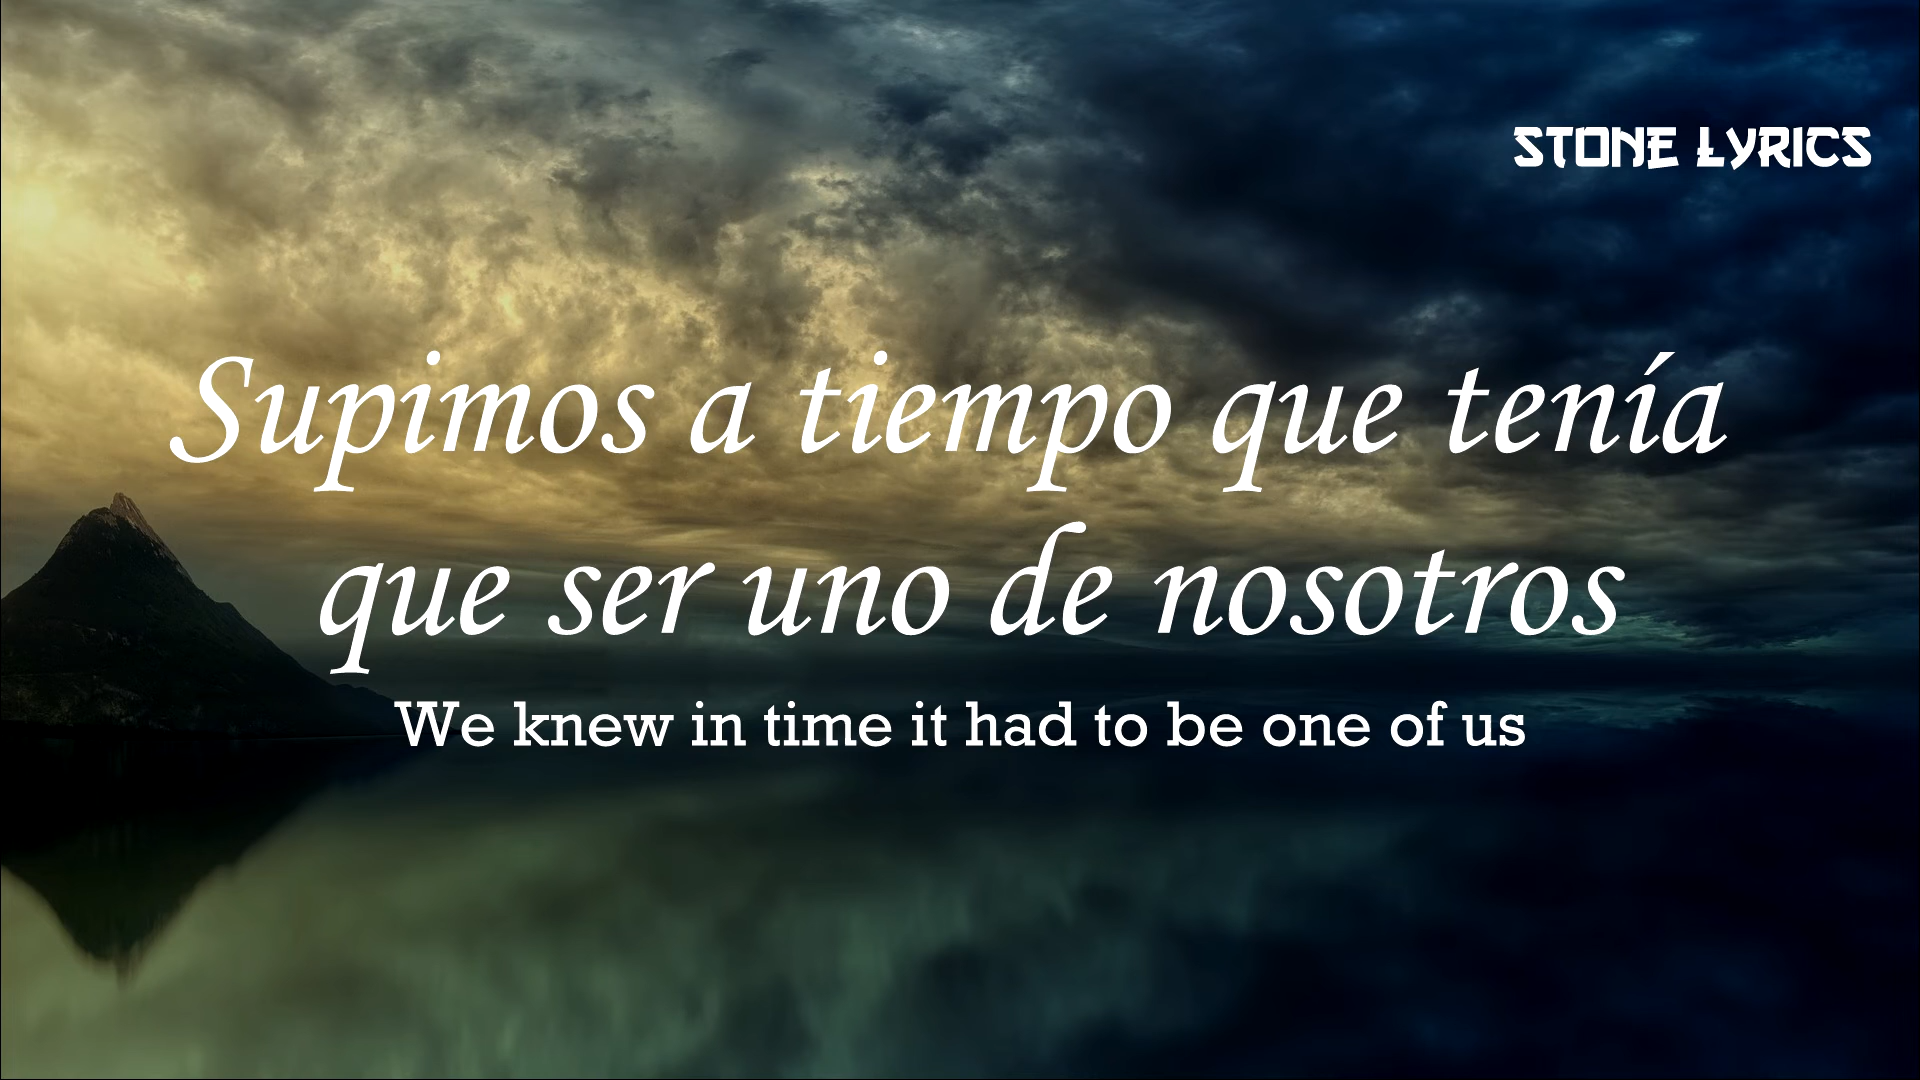 STONE LYRICS
Supimos a tiempo que tenía
que ser uno de nosotros
We knew in time it had to be one of us